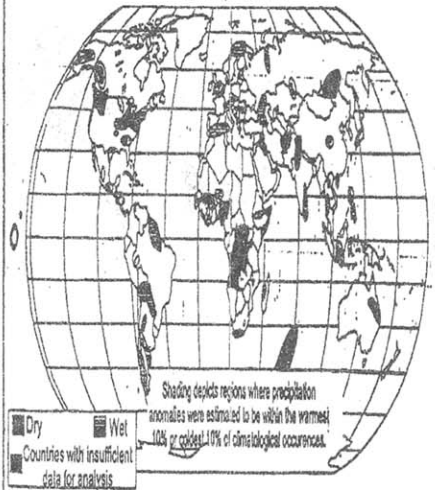 Shading depicts regions where precipitation
anomalies were estimated to be within the warmest
10% or coldest 10% of climatological occurences.
Dry Wet
Countries with insufficient
data for analysis